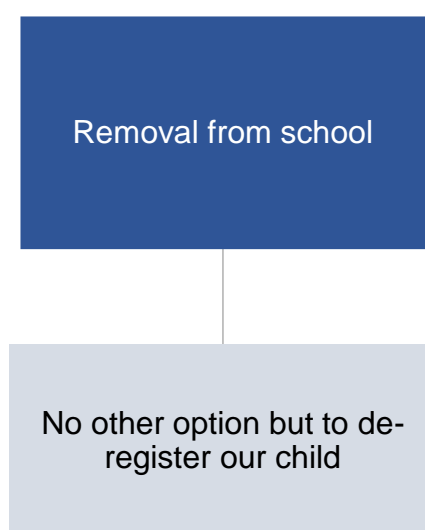 Removal from school
No other option but to de-
register our child